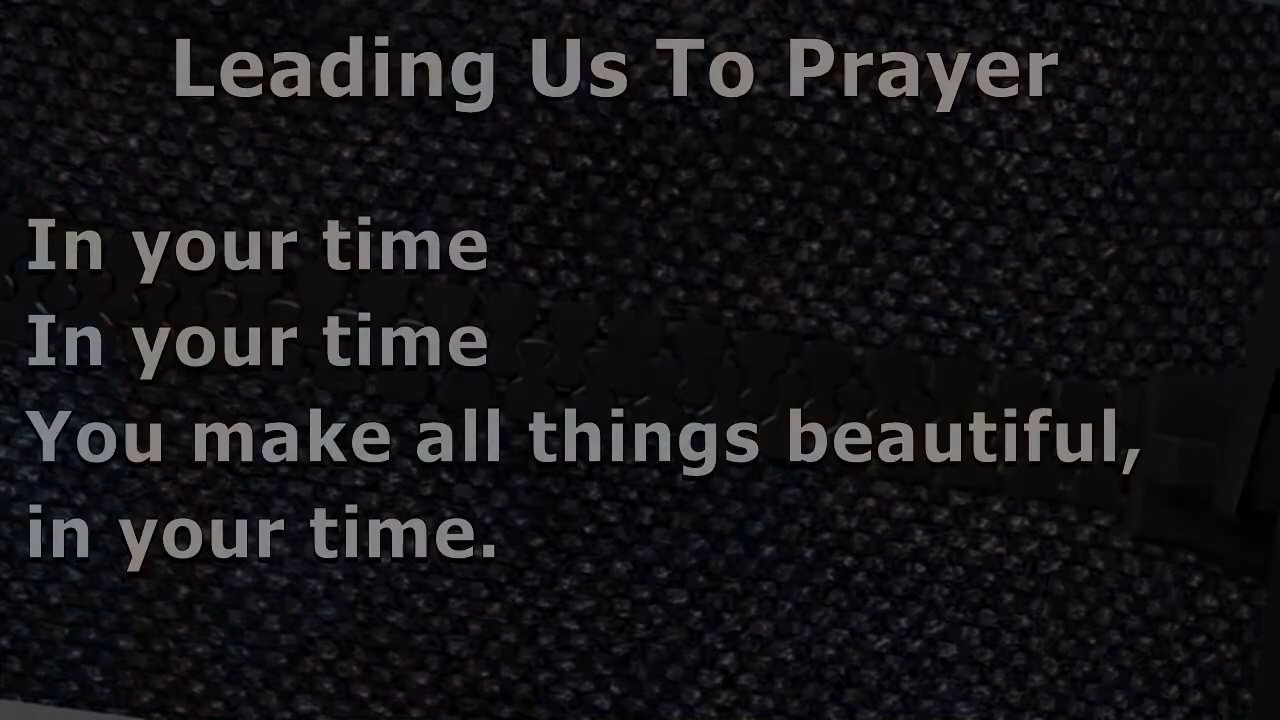 Leading Us To Prayer
In your time
In your time
You make all things beautiful,
in your time.